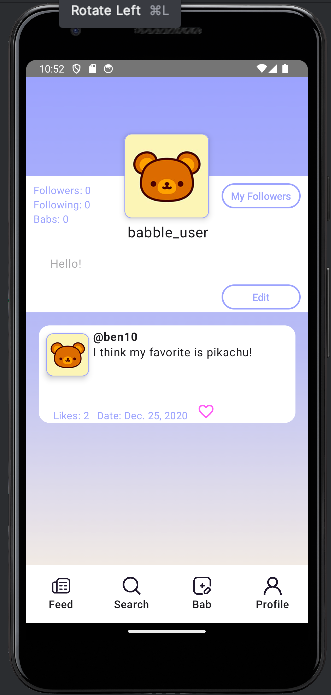 Rotate Left ⌘L
10:52
Followers: 0
Following: 0
Babs: 0
My Followers
babble_user
Hello!
Edit
@ben10
I think my favorite is pikachu!
Likes: 2 Date: Dec. 25, 2020
Feed Search Bab Profile